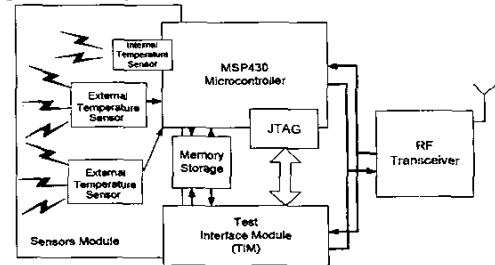 Internal
Temperature
Sensor
MSP430
Microcontroller
External
Temperature
Sensor
JTAG
RF
Transceiver
Memory
Storage
External
Temperature
Sensor
Test
Interface Module
(TIM)
Sensors Module